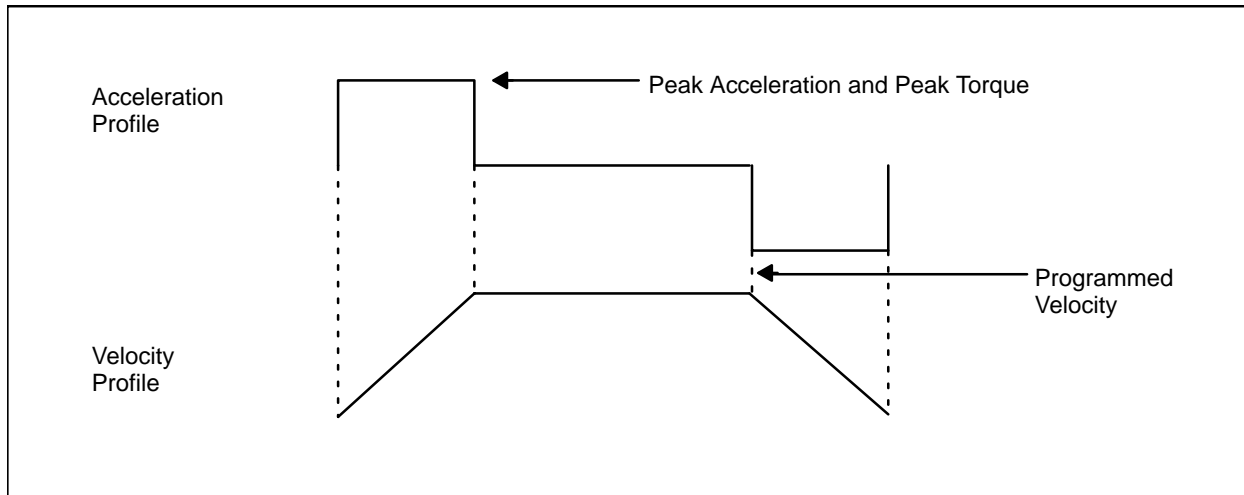 Peak Acceleration and Peak Torque
Acceleration
Profile
Programmed
Velocity
Velocity
Profile